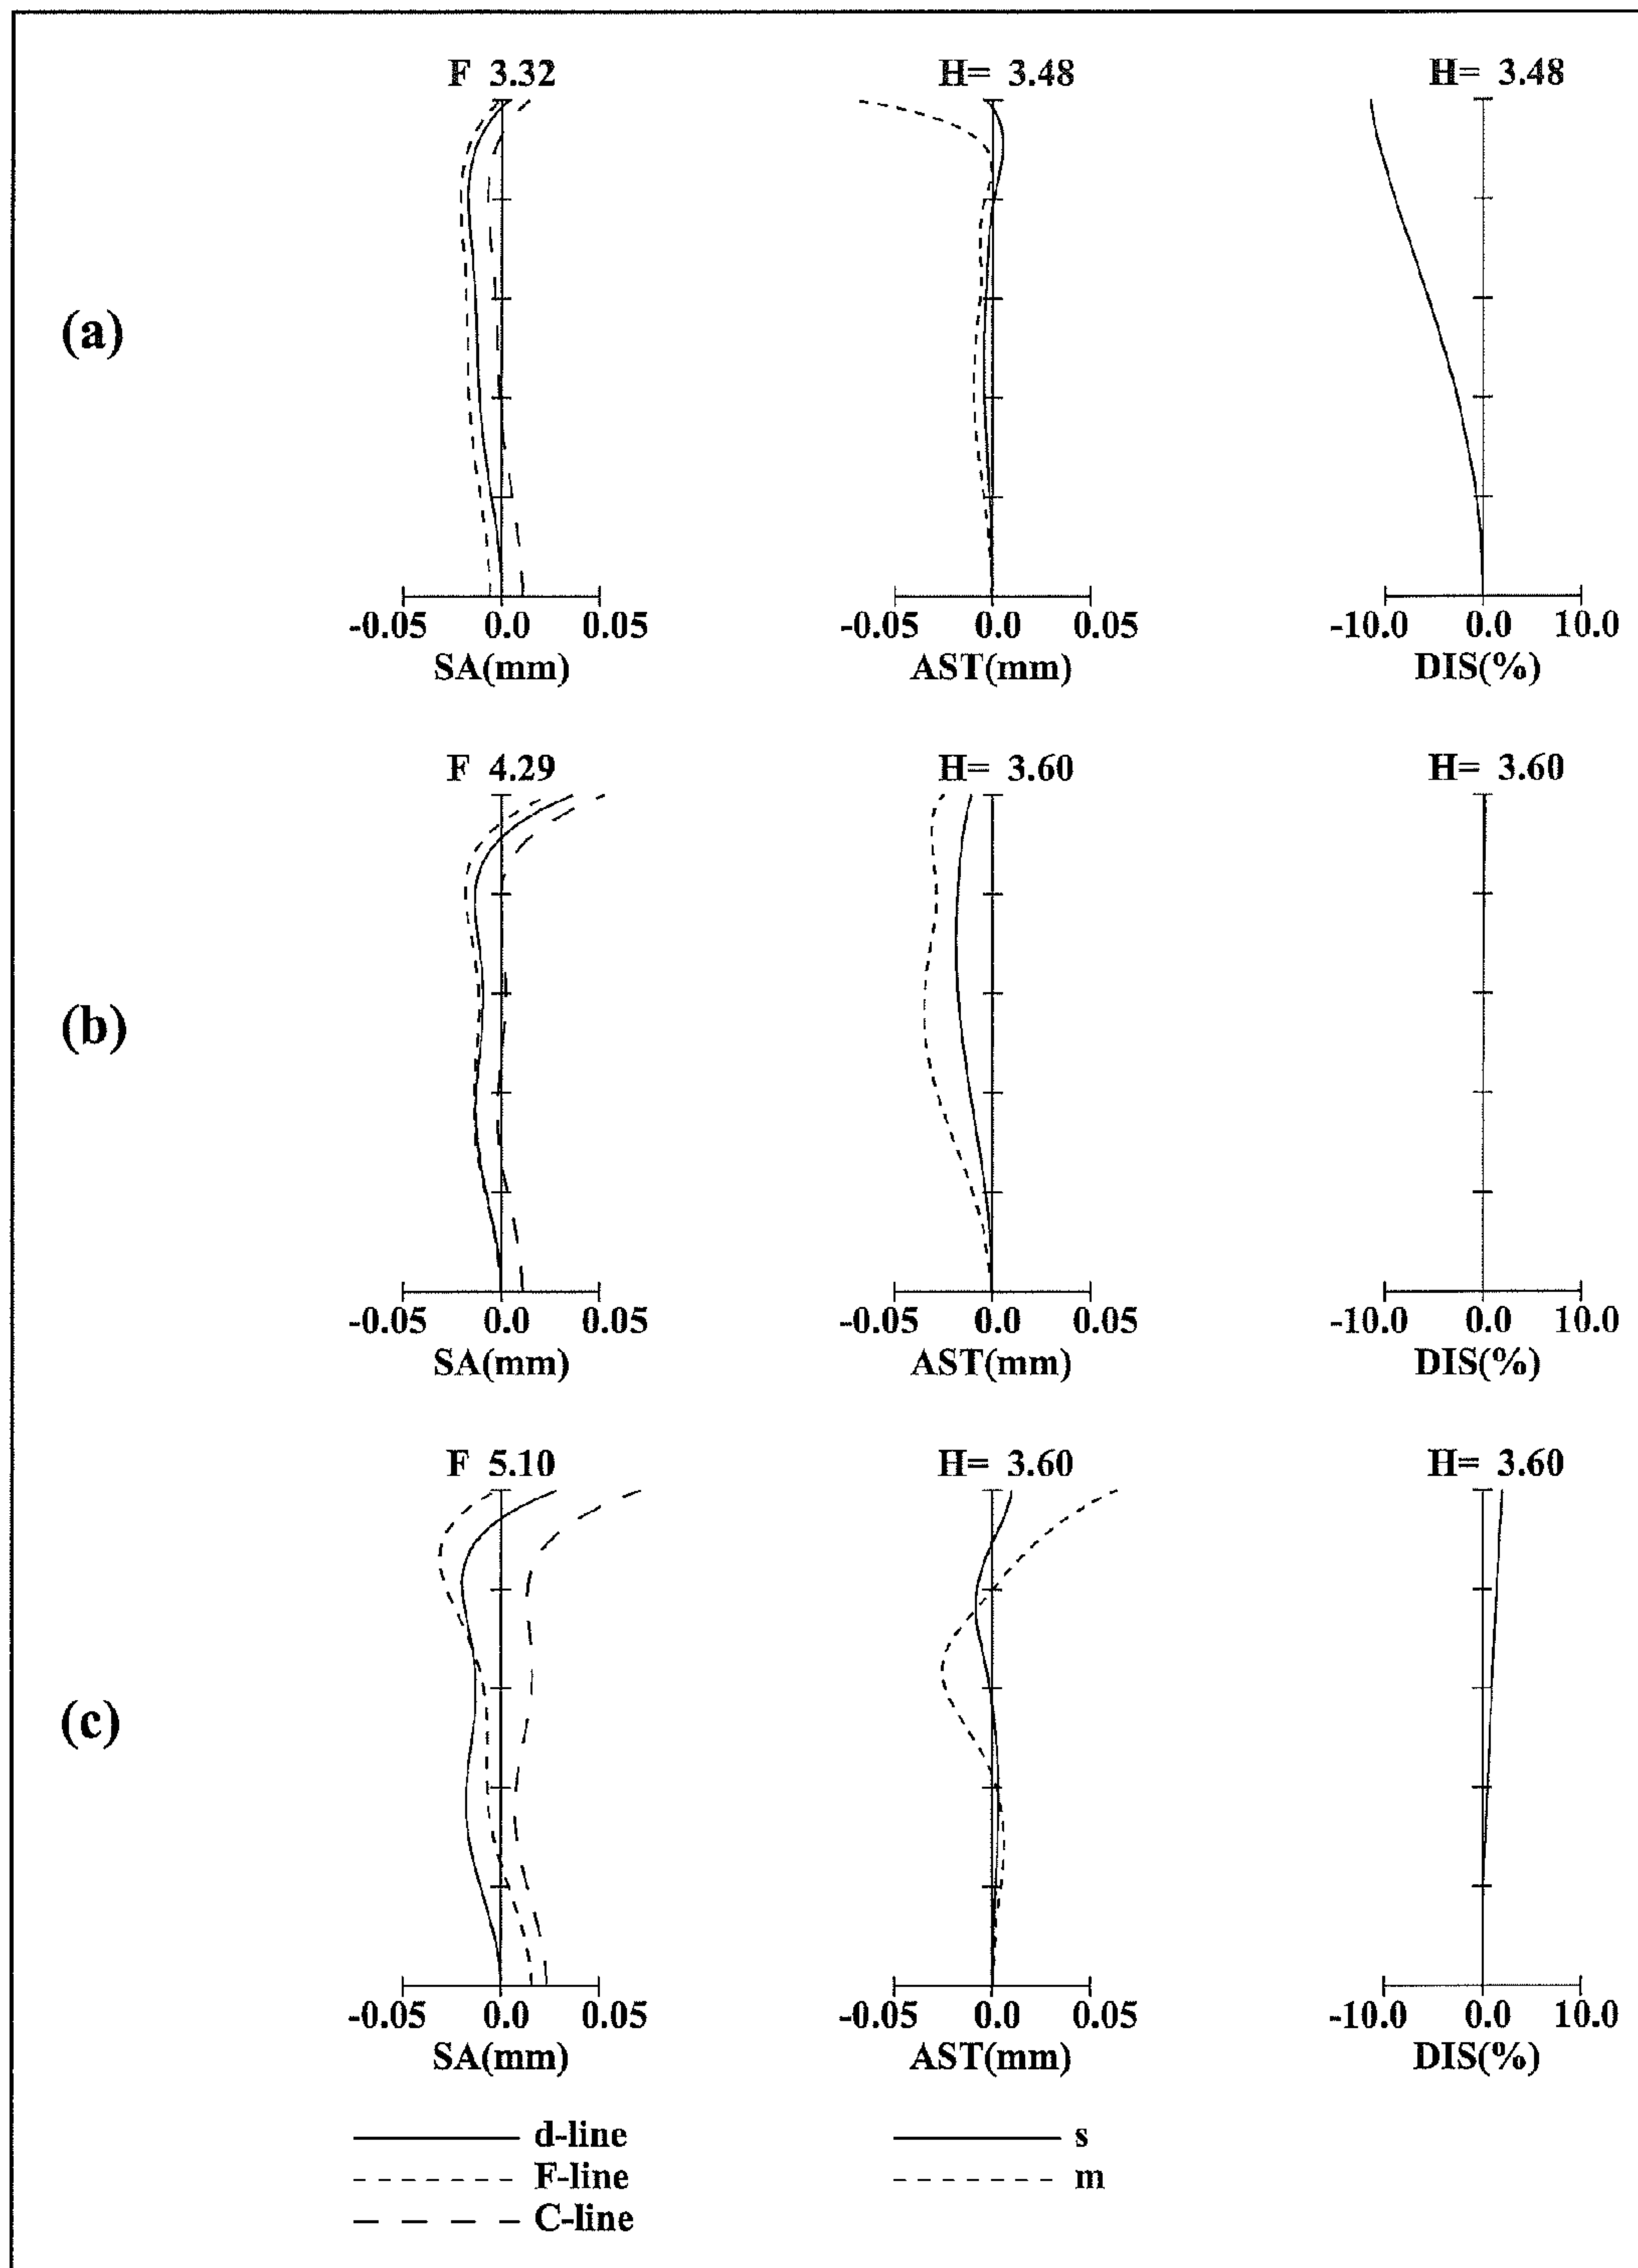 F 3.32 H= 3.48 H= 3.48
(a)
-0.05 0.0 0.05 -0.05 0.0 0.05 -10.0 0.0 10.0
SA(mm) AST(mm) DIS(%)
F 4.29 H= 3.60 H= 3.60
(b)
-0.05 0.0 0.05 -0.05 0.0 0.05 -10.0 0.0 10.0
SA(mm) AST(mm) DIS(%)
F 5.10 H= 3.60 H= 3.60
(c)
-0.05 0.0 0.05 -0.05 0.0 0.05 -10.0 0.0 10.0
SA(mm) AST(mm) DIS(%)
d-line s
F-line m
C-line